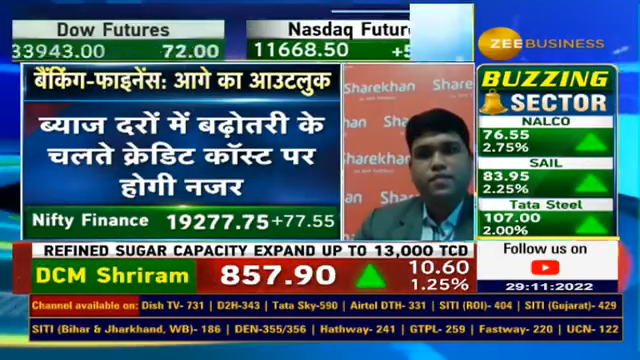 Dow Futures
33943.00 72.00
Nasdaq Futur
11668.50
ZEE BUSINESS
बैंकिंग-फाइनेंस: आगे का आउटलुक
ब्याज दरों में बढ़ोतरी के
चलते क्रेडिट कॉस्ट पर
होगी नजर
Nifty Finance 19277.75 +77.55
Sharekhan
Sharekhan
BUZZING
SECTOR
NALCO
76.55
2.75%
SAIL
83.95
2.25%
Tata Steel
107.00
2.00%
REFINED SUGAR CAPACITY EXPAND UP TO 13,000 TCD
DCM Shriram 857.90 10.60
1.25%
Follow us on
29:11:2022
Channel available on: Dish TV- 731 | D2H-343 | Tata Sky-590 | Airtel DTH- 331 | SITI (ROI)- 404 | SITI (Gujarat)- 429
SITI (Bihar & Jharkhand, WB)- 186 | DEN-355/356 | Hathway- 241 | GTPL- 259 | Fastway- 220 | UCN- 122